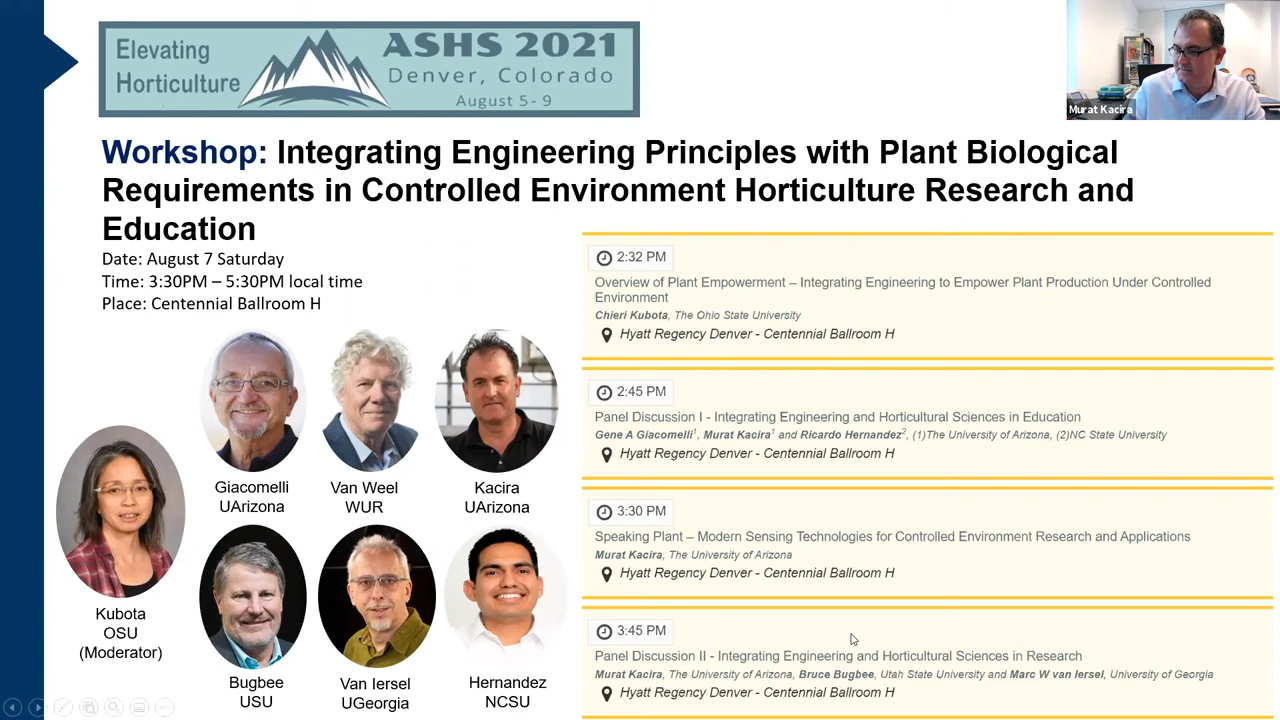 Elevating
Horticulture
ASHS 2021
Denver, Colorado
August 5- 9
Murat Kacira
Workshop: Integrating Engineering Principles with Plant Biological
Requirements in Controlled Environment Horticulture Research and
Education
Date: August 7 Saturday
Time: 3:30PM – 5:30PM local time
Place: Centennial Ballroom H
Giacomelli
UArizona
Van Weel
WUR
Kacira
UArizona
Kubota
OSU
(Moderator)
Bugbee
USU
Van Iersel
UGeorgia
Hernandez
NCSU
2:32 PM
Overview of Plant Empowerment – Integrating Engineering to Empower Plant Production Under Controlled
Environment
Chieri Kubota, The Ohio State University
Hyatt Regency Denver - Centennial Ballroom H
2:45 PM
Panel Discussion I - Integrating Engineering and Horticultural Sciences in Education
Gene A Giacomelli1, Murat Kacira1 and Ricardo Hernandez2, (1)The University of Arizona, (2)NC State University
Hyatt Regency Denver - Centennial Ballroom H
3:30 PM
Speaking Plant – Modern Sensing Technologies for Controlled Environment Research and Applications
Murat Kacira, The University of Arizona
Hyatt Regency Denver - Centennial Ballroom H
3:45 PM
Panel Discussion II - Integrating Engineering and Horticultural Sciences in Research
Murat Kacira, The University of Arizona, Bruce Bugbee, Utah State University and Marc W van Iersel, University of Georgia
Hyatt Regency Denver - Centennial Ballroom H